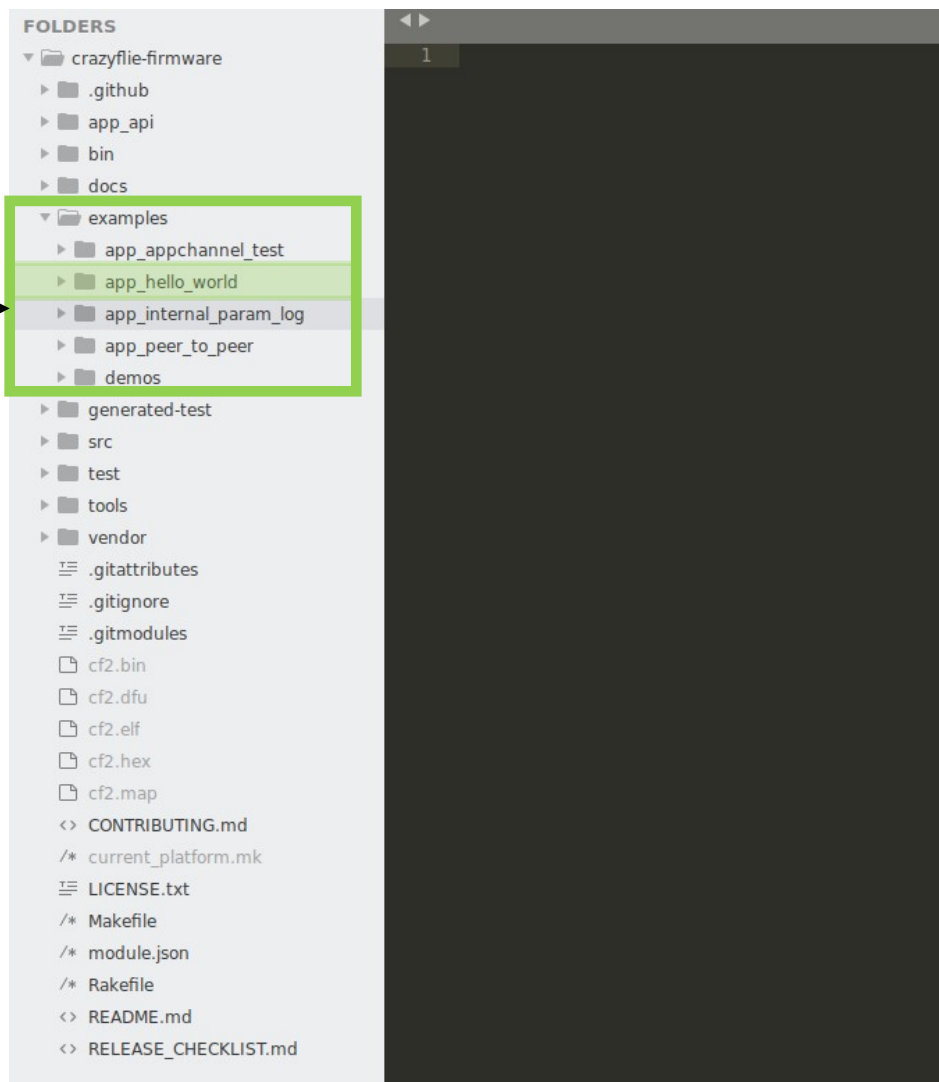 FOLDERS
crazyflie-firmware
.github
app_api
bin
docs
examples
app_appchannel_test
app_hello_world
app_internal_param_log
app_peer_to_peer
demos
generated-test
src
test
tools
vendor
.gitattributes
.gitignore
.gitmodules
cf2.bin
cf2.dfu
cf2.elf
cf2.hex
cf2.map
<> CONTRIBUTING.md
/* current_platform.mk
LICENSE.txt
/* Makefile
/* module.json
/* Rakefile
<> README.md
<> RELEASE_CHECKLIST.md
1